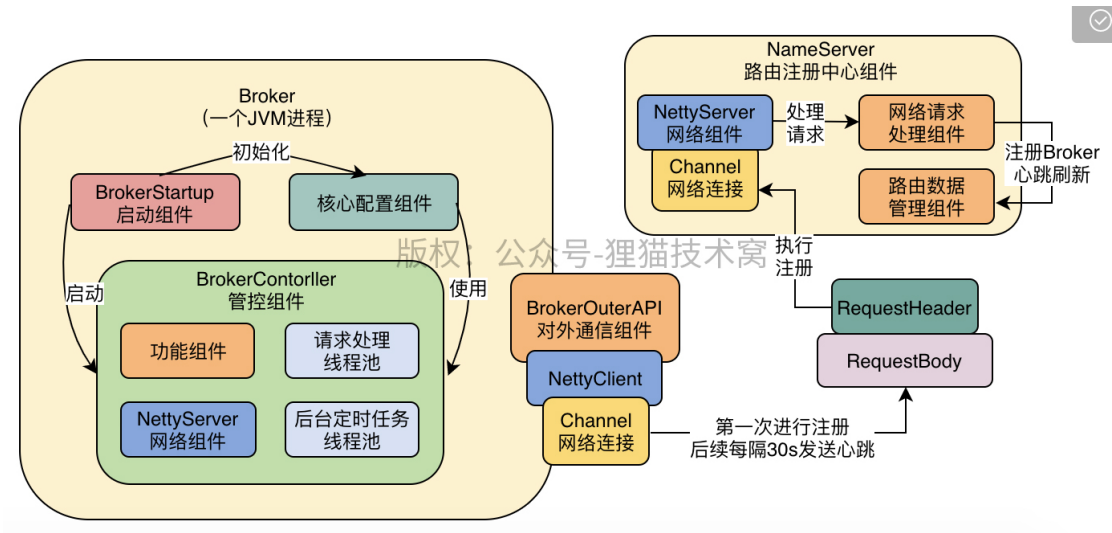 Broker
（一个JVM进程）
初始化
BrokerStartup
启动组件
核心配置组件
启动
使用
BrokerContorller
管控组件
功能组件
请求处理
线程池
NettyServer
网络组件
后台定时任务
线程池
BrokerOuterAPI
对外通信组件
NettyClient
Channel
网络连接
第一次进行注册
后续每隔30s发送心跳
RequestHeader
RequestBody
执行
注册
NameServer
路由注册中心组件
NettyServer
网络组件
处理
请求
网络请求
处理组件
Channel
网络连接
路由数据
管理组件
注册Broker
心跳刷新
版权：公众号-狸猫技术窝